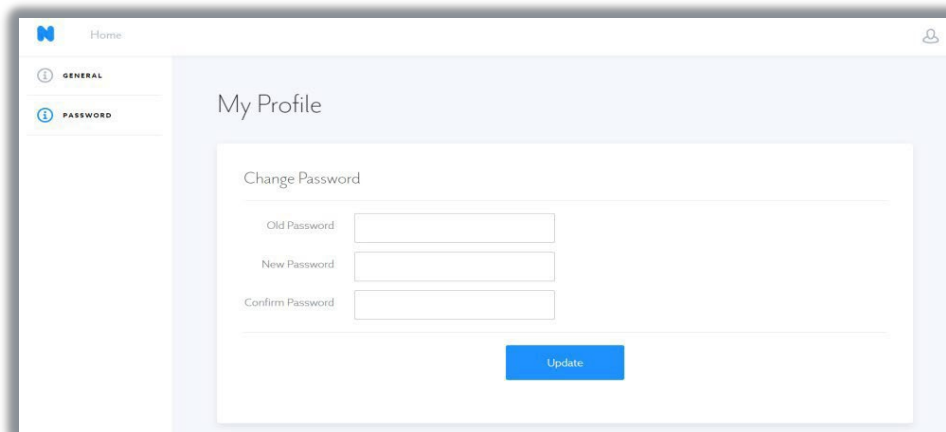 Home
GENERAL
PASSWORD
My Profile
Change Password
Old Password
New Password
Confirm Password
Update